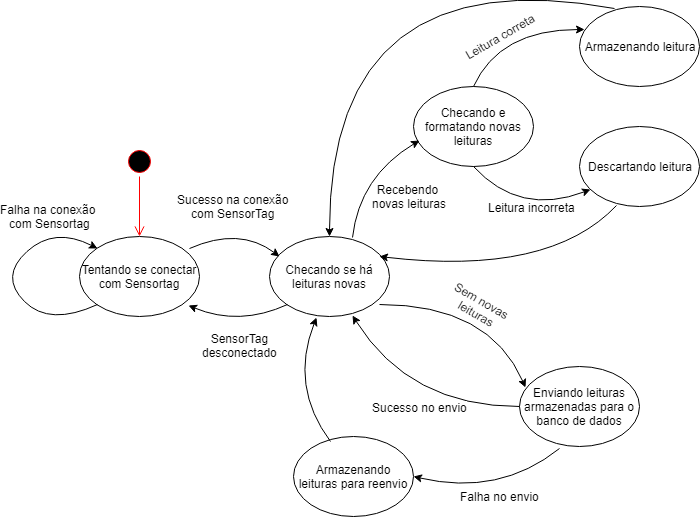 Leitura correta
Armazenando leitura
Checando e
formatando novas
leituras
Descartando leitura
Recebendo
novas leituras
Leitura incorreta
Falha na conexão
com Sensortag
Sucesso na conexão
com SensorTag
Tentando se conectar
com Sensortag
Checando se há
leituras novas
SensorTag
desconectado
Sem novas
leituras
Enviando leituras
armazenadas para o
banco de dados
Sucesso no envio
Armazenando
leituras para reenvio
Falha no envio